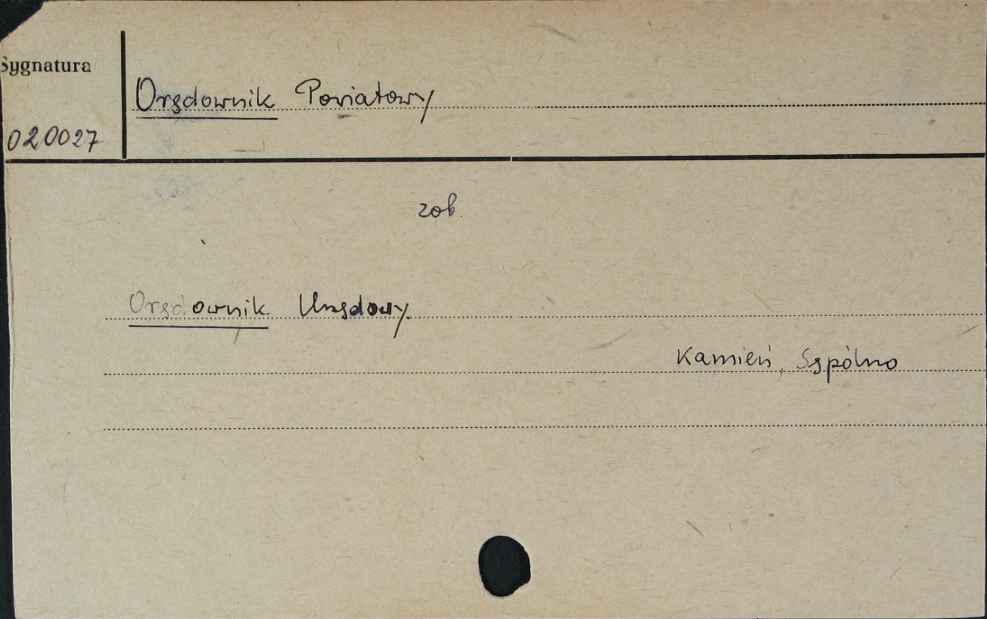 Sygnatura
Orędownik Powiatowy
020027
zob.
Orędownik Urzędowy.
Kamień, Sępólno